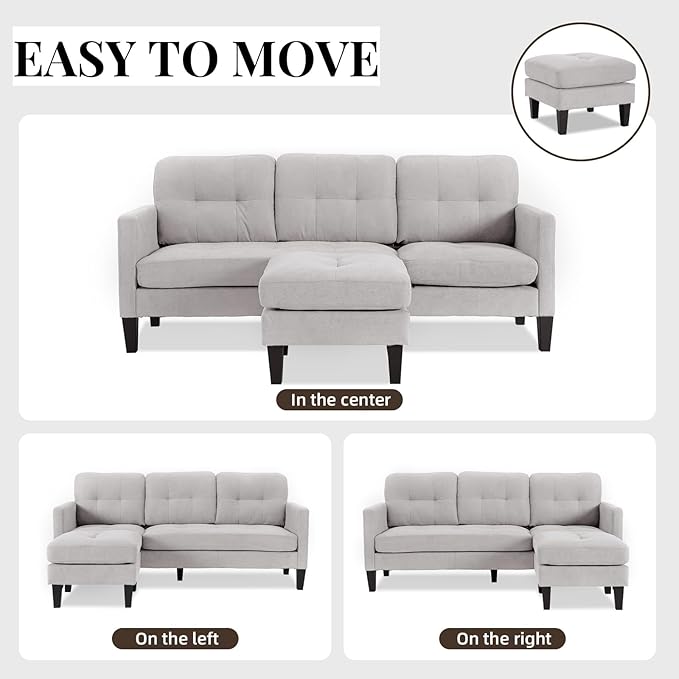 EASY TO MOVE
In the center
On the left
On the right